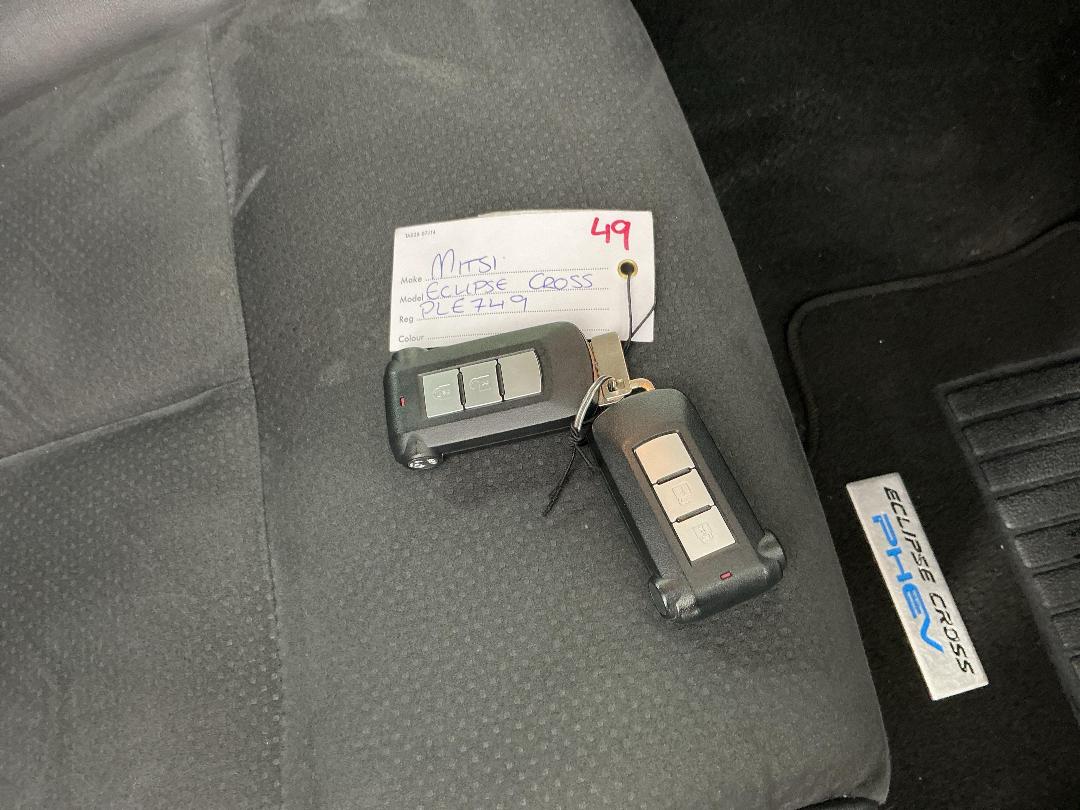 49
Make MITSI.
Model ECLIPSE CROSS
Reg PLE749
Colour
ECLIPSE CROSS
PHEV